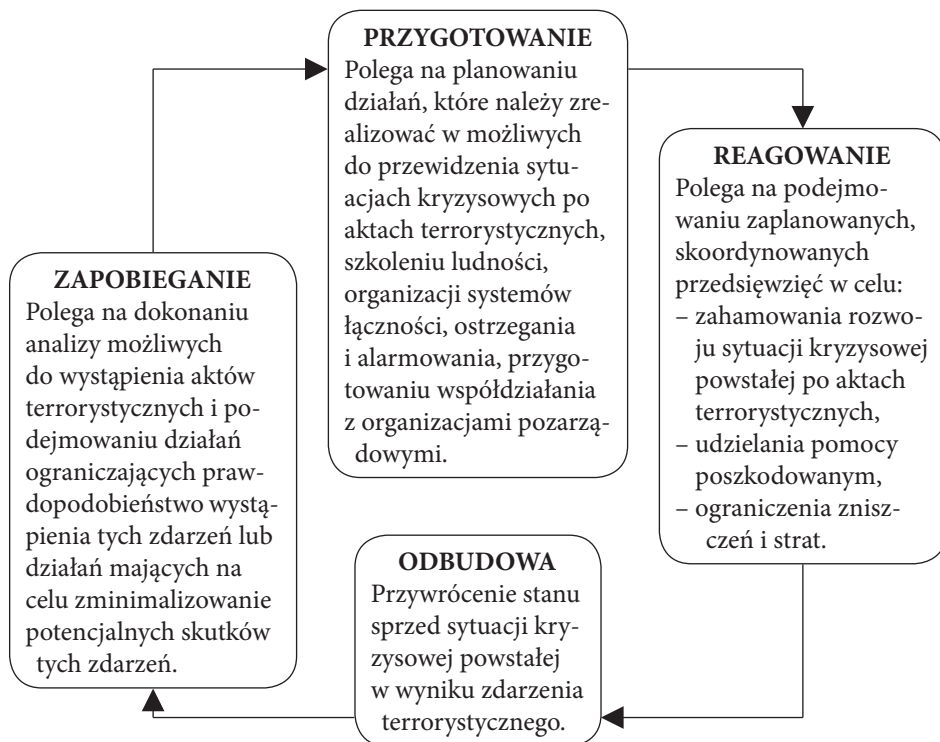 PRZYGOTOWANIE
Polega na planowaniu
działań, które należy zre-
alizować w możliwych
do przewidzenia sytu-
acjach kryzysowych po
aktach terrorystycznych,
szkoleniu ludności,
organizacji systemów
łączności, ostrzegania
i alarmowania, przygo-
towaniu współdziałania
z organizacjami pozarzą-
dowymi.
REAGOWANIE
Polega na podejmo-
waniu zaplanowanych,
skoordynowanych
przedsięwzięć w celu:
– zahamowania rozwo-
ju sytuacji kryzysowej
powstałej po aktach
terrorystycznych,
– udzielania pomocy
poszkodowanym,
– ograniczenia znisz-
czeń i strat.
ZAPOBIEGANIE
Polega na dokonaniu
analizy możliwych
do wystąpienia aktów
terrorystycznych i po-
dejmowaniu działań
ograniczających praw-
dopodobieństwo wystą-
pienia tych zdarzeń lub
działań mających na
celu zminimalizowanie
potencjalnych skutków
tych zdarzeń.
ODBUDOWA
Przywrócenie stanu
sprzed sytuacji kry-
zysowej powstałej
w wyniku zdarzenia
terrorystycznego.